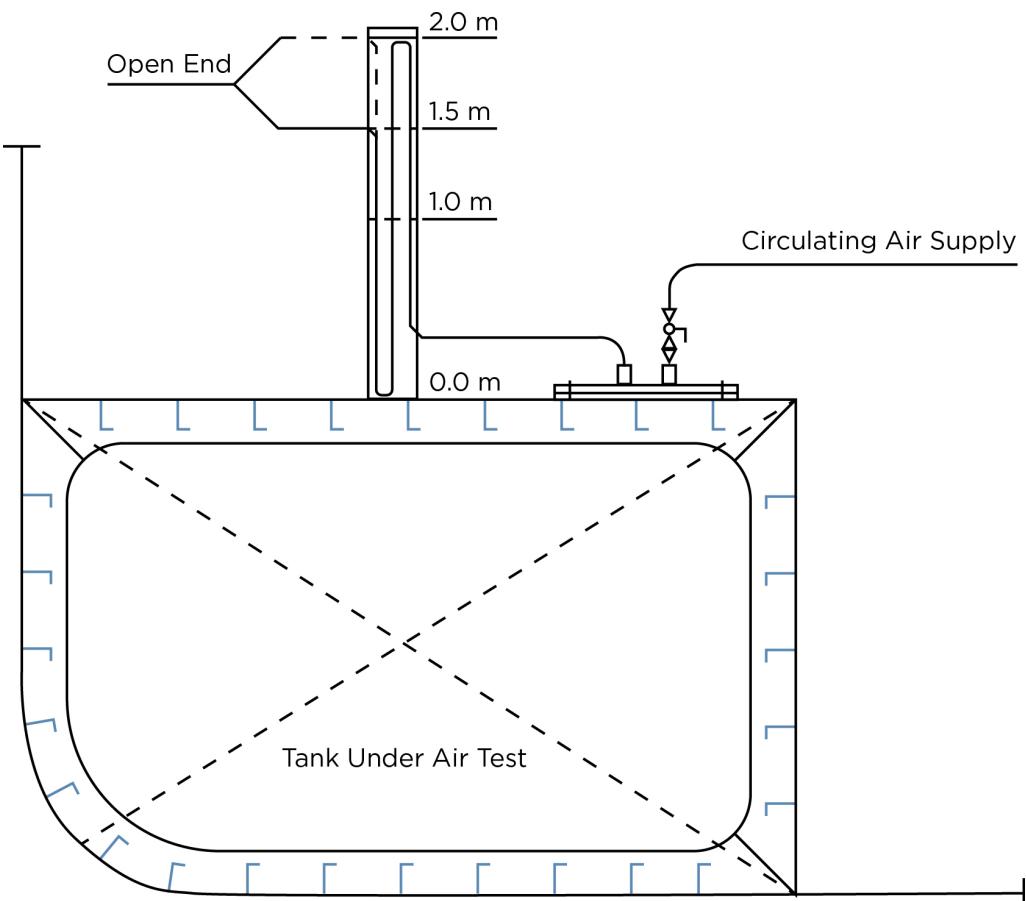 2.0 m
Open End
1.5 m
1.0 m
Circulating Air Supply
0.0 m
Tank Under Air Test